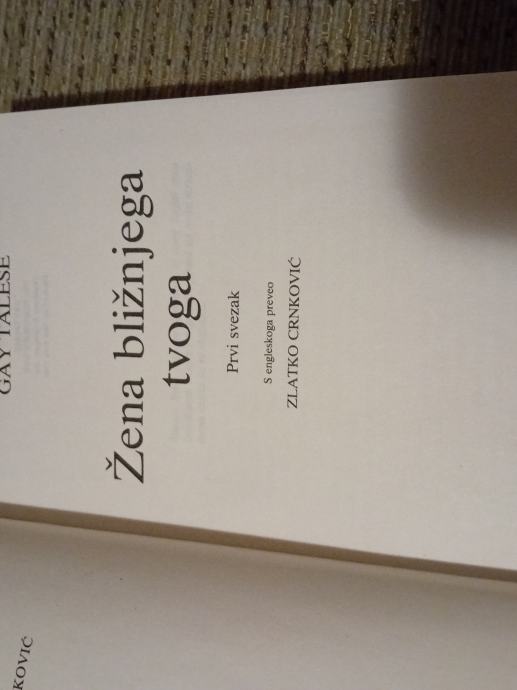 GAY TALESE
Žena bližnjega
tvoga
Prvi svezak
S engleskoga preveo
ZLATKO CRNKOVIĆ
KOVIĆ